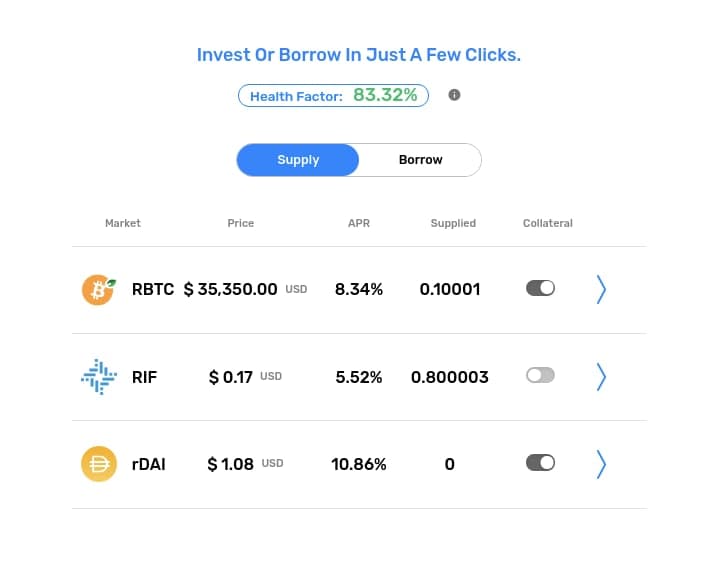 Invest Or Borrow In Just A Few Clicks.
Health Factor: 83.32% i
Supply Borrow
Market Price APR Supplied Collateral
RBTC $ 35,350.00 USD 8.34% 0.10001
RIF $ 0.17 USD 5.52% 0.800003
rDAI $ 1.08 USD 10.86% 0